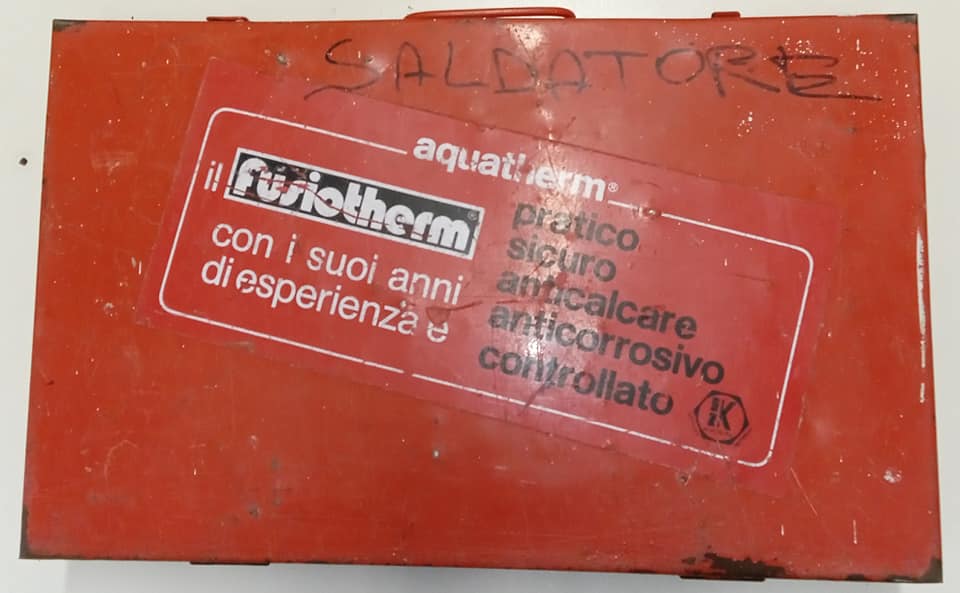 SALDATORE
aquatherm®
il fusiotherm®
con i suoi anni
di esperienza è
pratico
sicuro
anticalcare
anticorrosivo
controllato